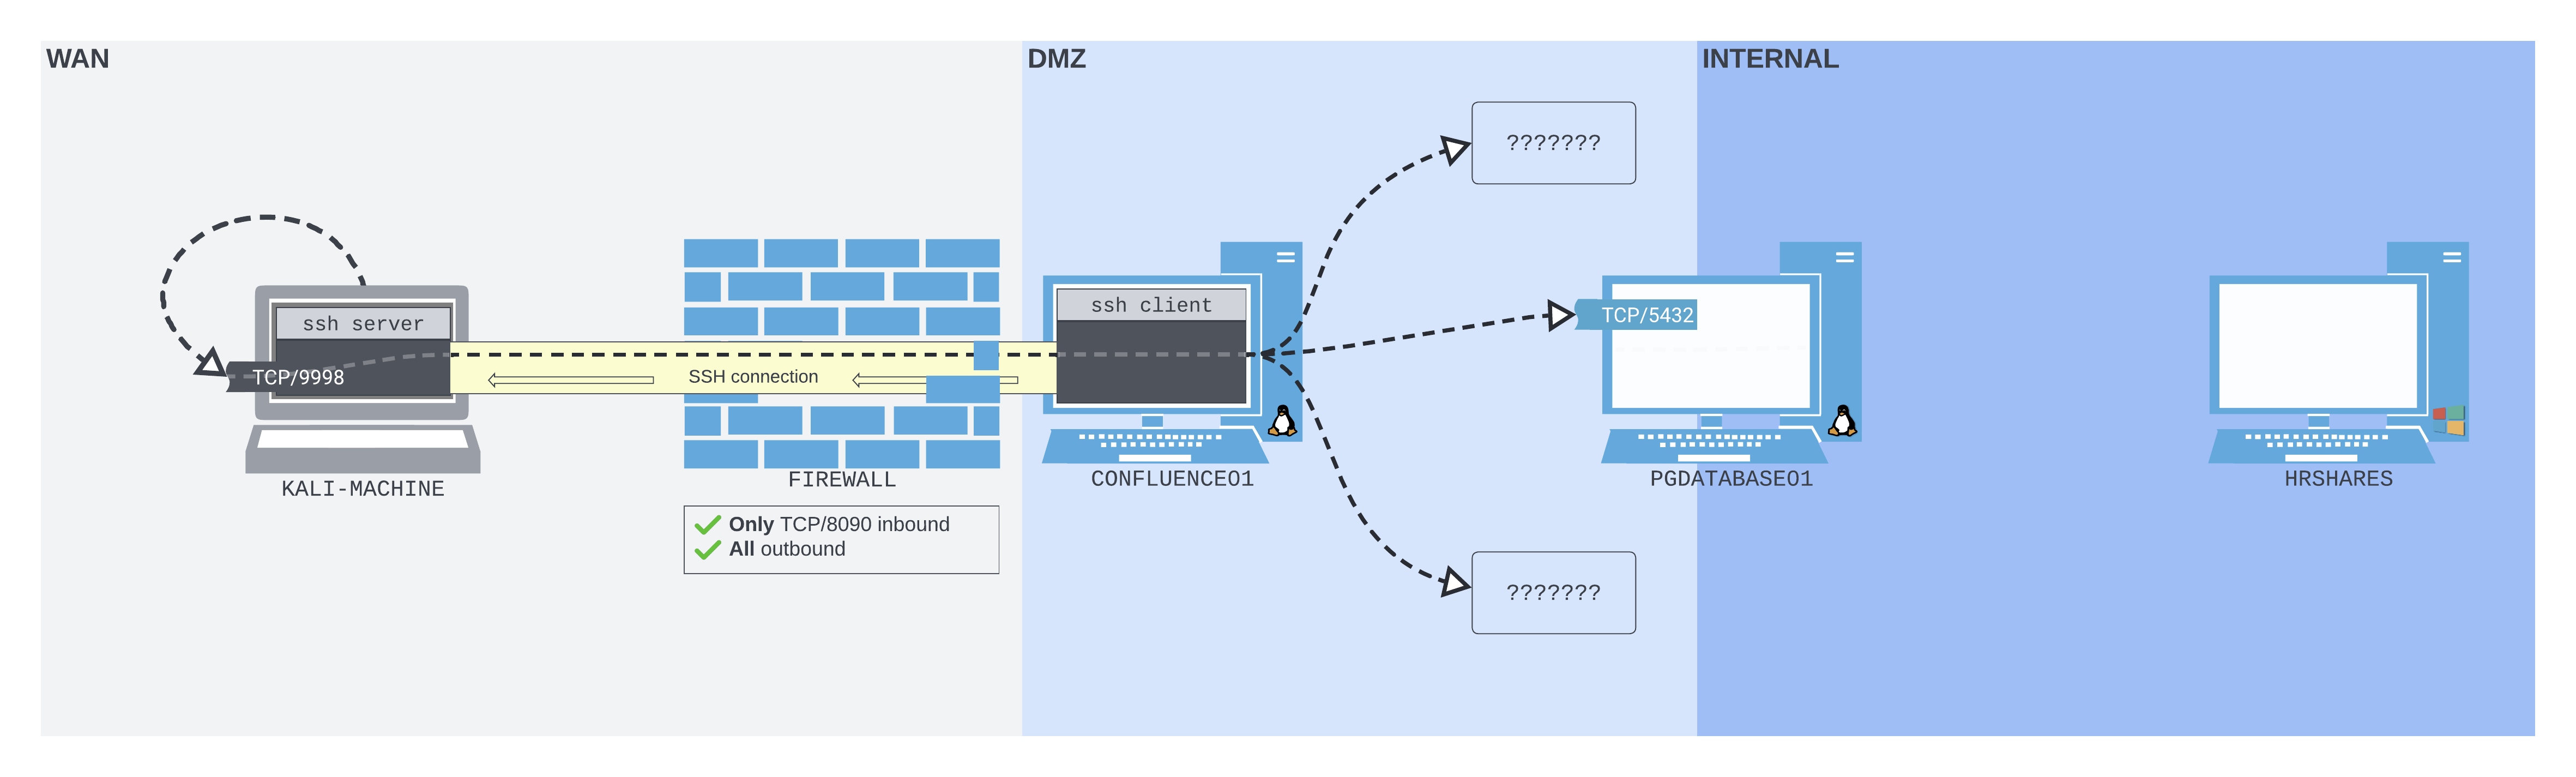 WAN
DMZ
INTERNAL
???????
ssh server
TCP/9998
SSH connection
ssh client
TCP/5432
KALI-MACHINE
FIREWALL
CONFLUENCE01
PGDATABASE01
HRSHARES
Only TCP/8090 inbound
All outbound
???????